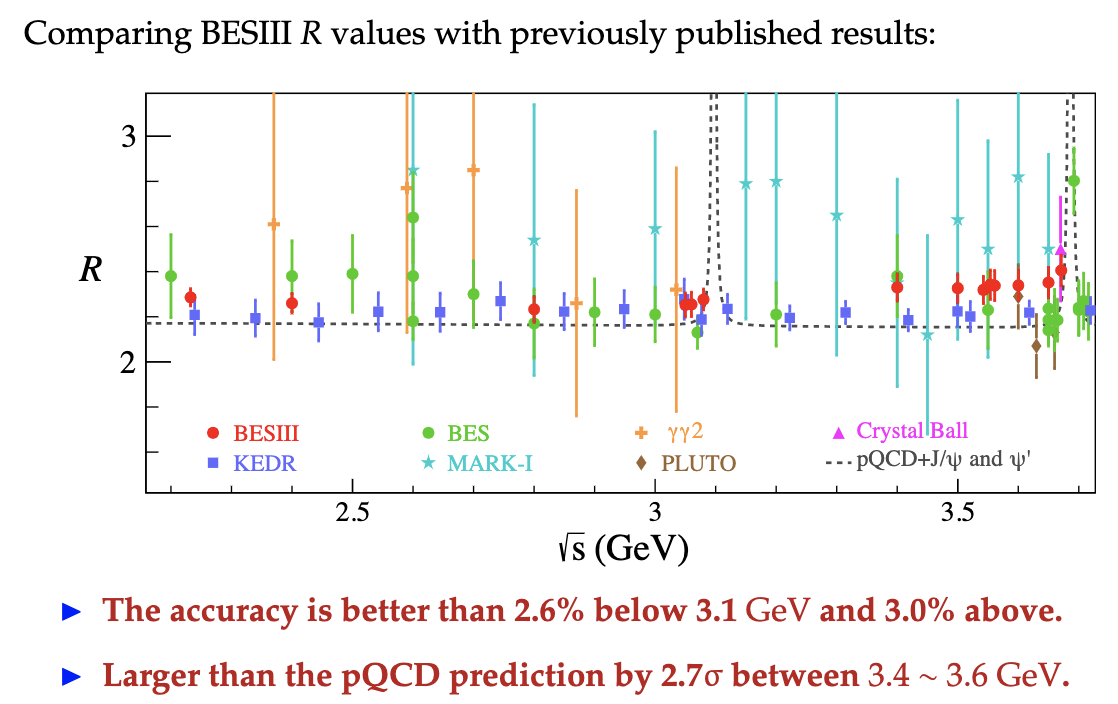 Comparing BESIII R values with previously published results:
3
R
2
BESIII
BES
γγ2
Crystal Ball
KEDR
MARK-I
PLUTO
pQCD+J/ψ and ψ'
2.5
3
3.5
√s (GeV)
► The accuracy is better than 2.6% below 3.1 GeV and 3.0% above.
► Larger than the pQCD prediction by 2.7σ between 3.4 ~ 3.6 GeV.